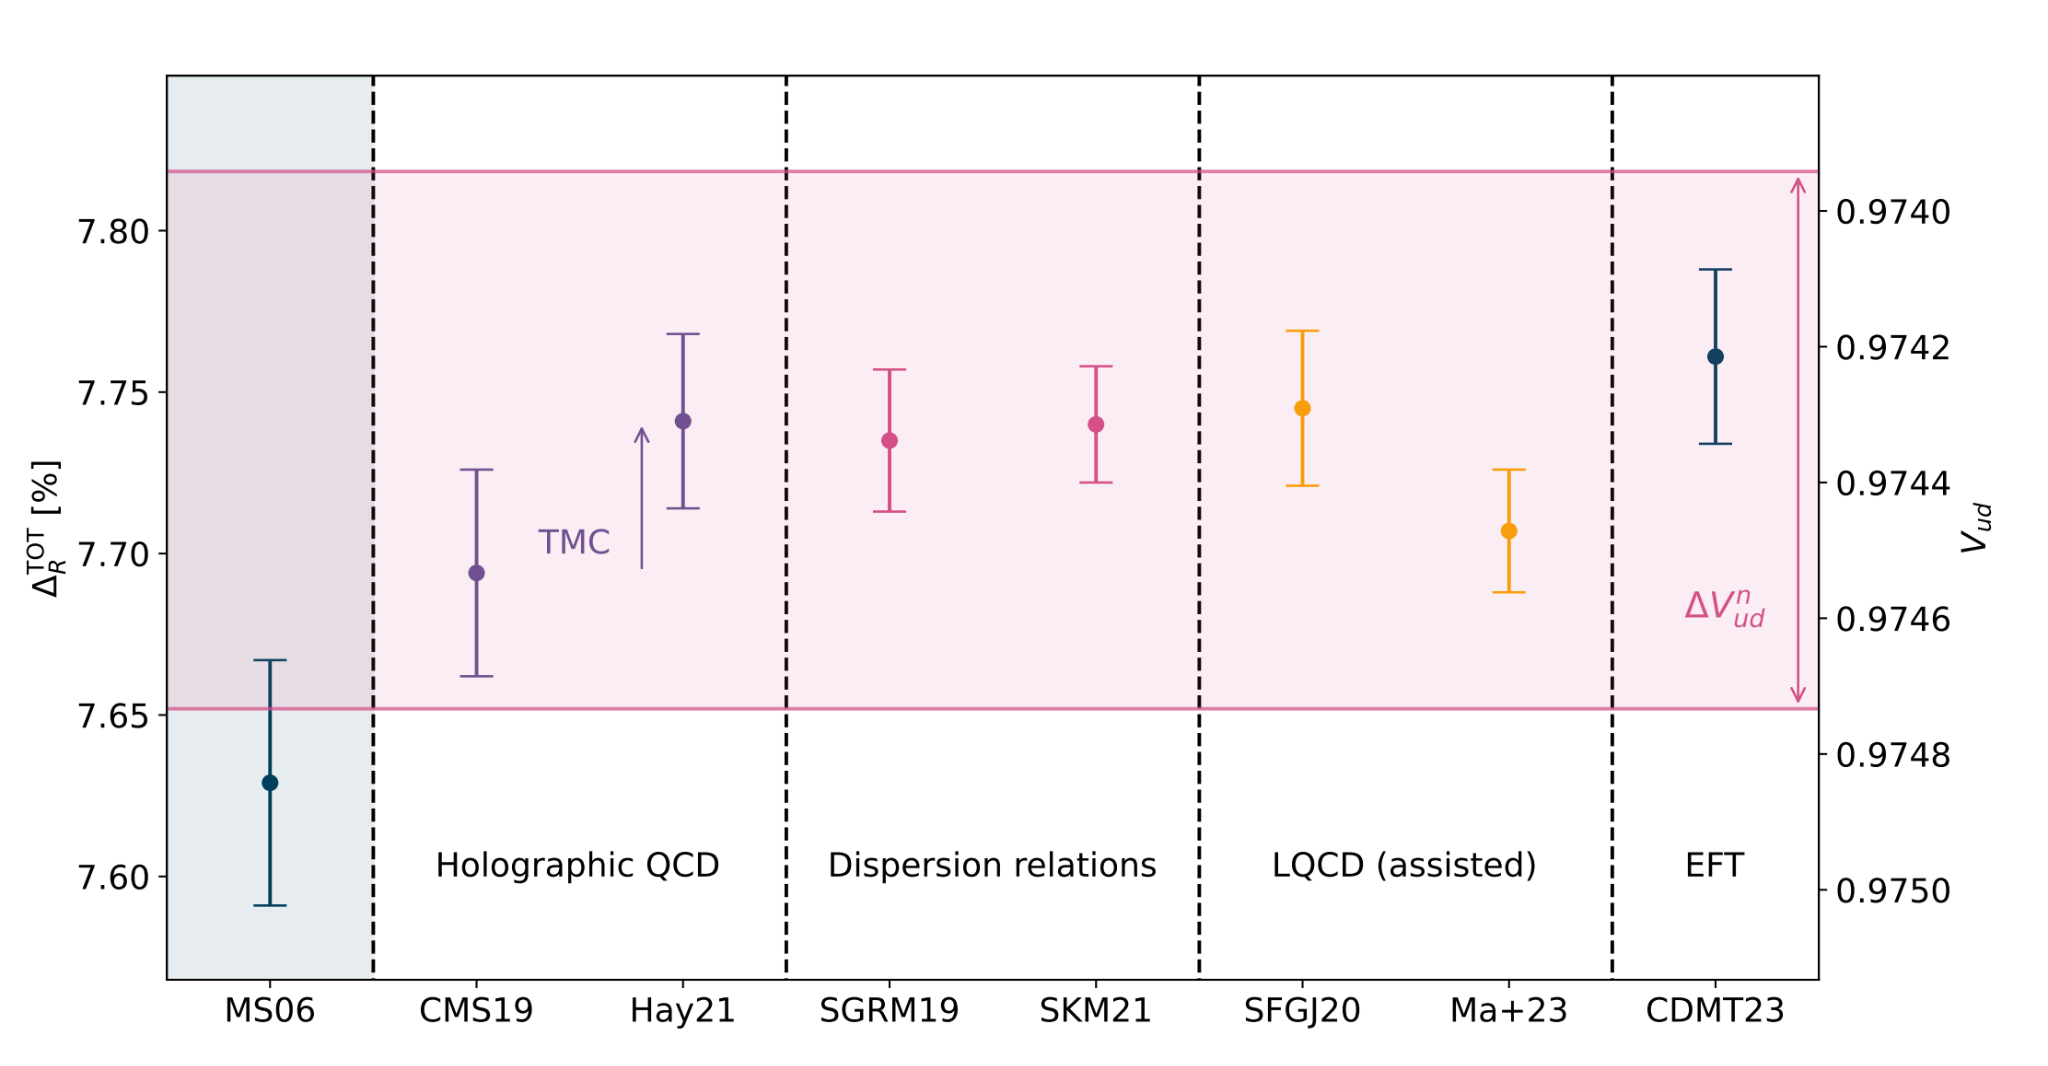 Δ_R^TOT [%]
7.80
7.75
7.70
7.65
7.60
TMC
ΔV_ud^n
Holographic QCD
Dispersion relations
LQCD (assisted)
EFT
0.9740
0.9742
0.9744
0.9746
0.9748
0.9750
V_ud
MS06 CMS19 Hay21 SGRM19 SKM21 SFGJ20 Ma+23 CDMT23